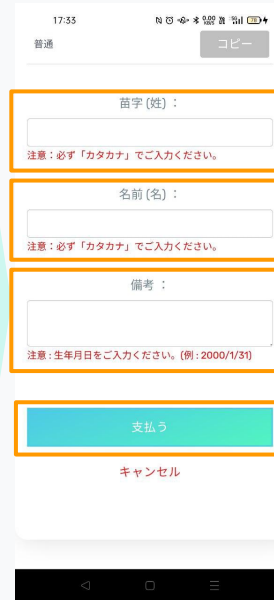 17:33
普通 コピー
苗字 (姓) ：
注意：必ず「カタカナ」でご入力ください。
名前 (名) ：
注意：必ず「カタカナ」でご入力ください。
備考 ：
注意 : 生年月日をご入力ください。(例 : 2000/1/31)
支払う
キャンセル